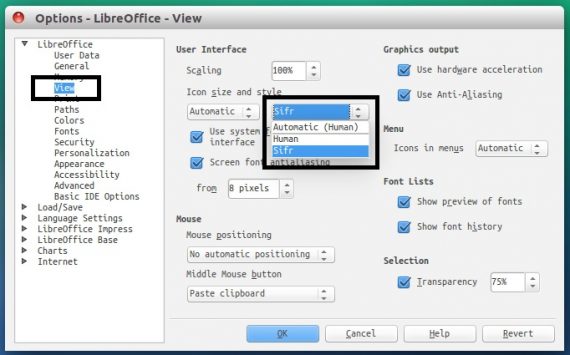 Options - LibreOffice - View
LibreOffice
User Data
General
View
Paths
Colors
Fonts
Security
Personalization
Appearance
Accessibility
Advanced
Basic IDE Options
Load/Save
Language Settings
LibreOffice Impress
LibreOffice Base
Charts
Internet
User Interface
Scaling 100%
Icon size and style
Automatic Sifr
Automatic (Human)
Human
Sifr
Use system
interface
Screen font antialiasing
from 8 pixels
Mouse
Mouse positioning
No automatic positioning
Middle Mouse button
Paste clipboard
Graphics output
Use hardware acceleration
Use Anti-Aliasing
Menu
Icons in menus Automatic
Font Lists
Show preview of fonts
Show font history
Selection
Transparency 75%
OK Cancel Help Revert